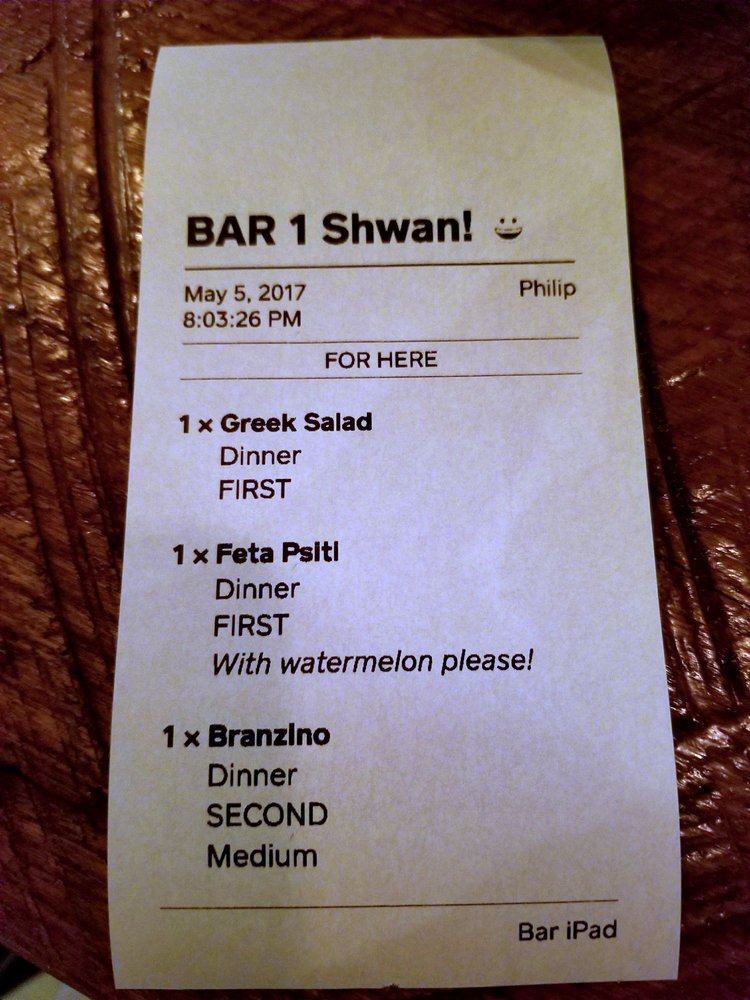 BAR 1 Shwan! 😀
May 5, 2017 Philip
8:03:26 PM
FOR HERE
1 x Greek Salad
Dinner
FIRST
1 x Feta Psiti
Dinner
FIRST
With watermelon please!
1 x Branzino
Dinner
SECOND
Medium
Bar iPad